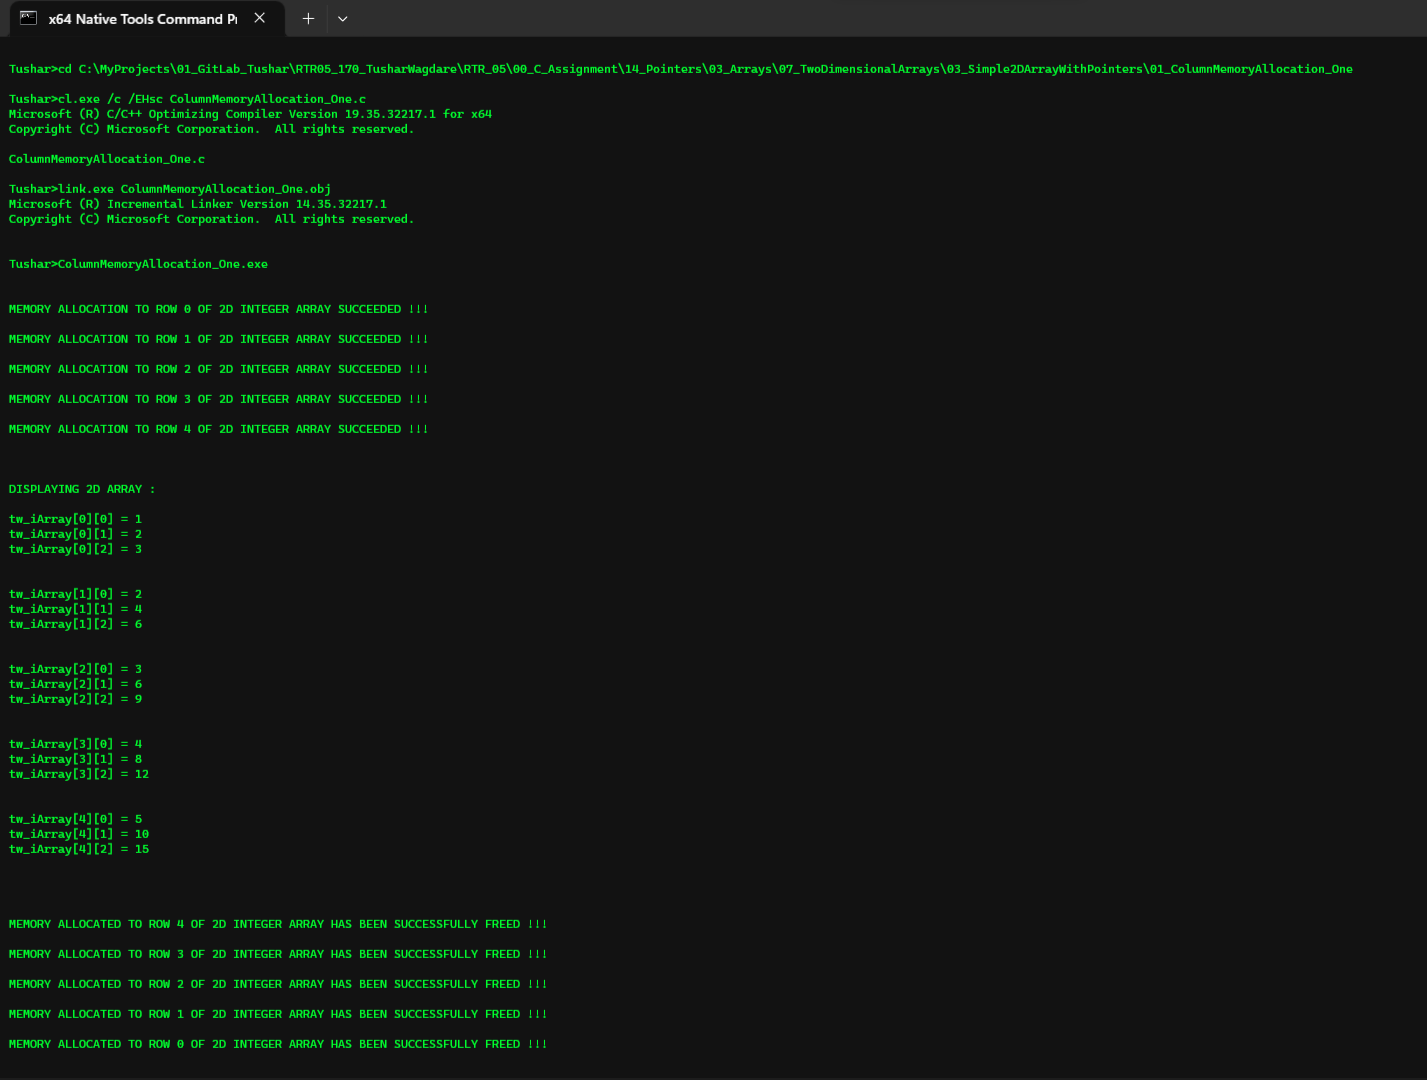 x64 Native Tools Command Pr
Tushar>cd C:\MyProjects\01_GitLab_Tushar\RTR05_170_TusharWagdare\RTR_05\00_C_Assignment\14_Pointers\03_Arrays\07_TwoDimensionalArrays\03_Simple2DArrayWithPointers\01_ColumnMemoryAllocation_One
Tushar>cl.exe /c /EHsc ColumnMemoryAllocation_One.c
Microsoft (R) C/C++ Optimizing Compiler Version 19.35.32217.1 for x64
Copyright (C) Microsoft Corporation.  All rights reserved.
ColumnMemoryAllocation_One.c
Tushar>link.exe ColumnMemoryAllocation_One.obj
Microsoft (R) Incremental Linker Version 14.35.32217.1
Copyright (C) Microsoft Corporation.  All rights reserved.
Tushar>ColumnMemoryAllocation_One.exe
MEMORY ALLOCATION TO ROW 0 OF 2D INTEGER ARRAY SUCCEEDED !!!
MEMORY ALLOCATION TO ROW 1 OF 2D INTEGER ARRAY SUCCEEDED !!!
MEMORY ALLOCATION TO ROW 2 OF 2D INTEGER ARRAY SUCCEEDED !!!
MEMORY ALLOCATION TO ROW 3 OF 2D INTEGER ARRAY SUCCEEDED !!!
MEMORY ALLOCATION TO ROW 4 OF 2D INTEGER ARRAY SUCCEEDED !!!
DISPLAYING 2D ARRAY :
tw_iArray[0][0] = 1
tw_iArray[0][1] = 2
tw_iArray[0][2] = 3
tw_iArray[1][0] = 2
tw_iArray[1][1] = 4
tw_iArray[1][2] = 6
tw_iArray[2][0] = 3
tw_iArray[2][1] = 6
tw_iArray[2][2] = 9
tw_iArray[3][0] = 4
tw_iArray[3][1] = 8
tw_iArray[3][2] = 12
tw_iArray[4][0] = 5
tw_iArray[4][1] = 10
tw_iArray[4][2] = 15
MEMORY ALLOCATED TO ROW 4 OF 2D INTEGER ARRAY HAS BEEN SUCCESSFULLY FREED !!!
MEMORY ALLOCATED TO ROW 3 OF 2D INTEGER ARRAY HAS BEEN SUCCESSFULLY FREED !!!
MEMORY ALLOCATED TO ROW 2 OF 2D INTEGER ARRAY HAS BEEN SUCCESSFULLY FREED !!!
MEMORY ALLOCATED TO ROW 1 OF 2D INTEGER ARRAY HAS BEEN SUCCESSFULLY FREED !!!
MEMORY ALLOCATED TO ROW 0 OF 2D INTEGER ARRAY HAS BEEN SUCCESSFULLY FREED !!!